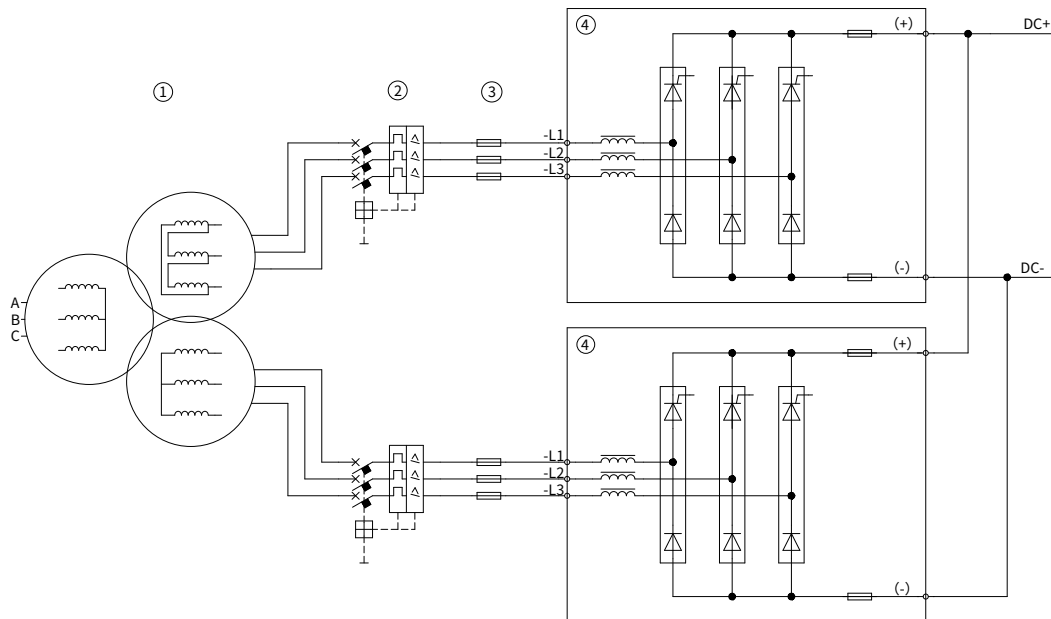 ④
(+)
DC+
①
②
③
-L1
-L2
-L3
(-)
DC-
A
B
C
④
(+)
-L1
-L2
-L3
(-)